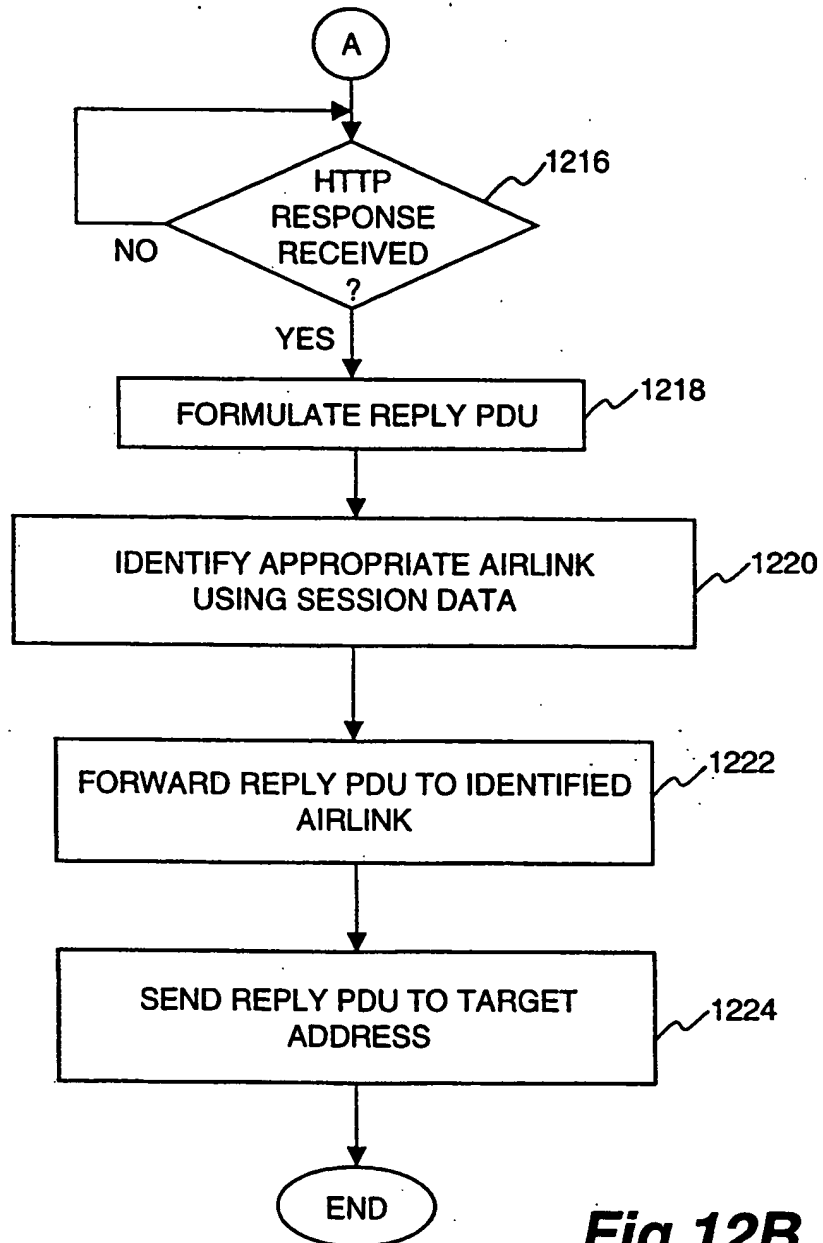 A
HTTP
RESPONSE
RECEIVED
?
1216
NO
YES
FORMULATE REPLY PDU
1218
IDENTIFY APPROPRIATE AIRLINK
USING SESSION DATA
1220
FORWARD REPLY PDU TO IDENTIFIED
AIRLINK
1222
SEND REPLY PDU TO TARGET
ADDRESS
1224
END
Fig 12B